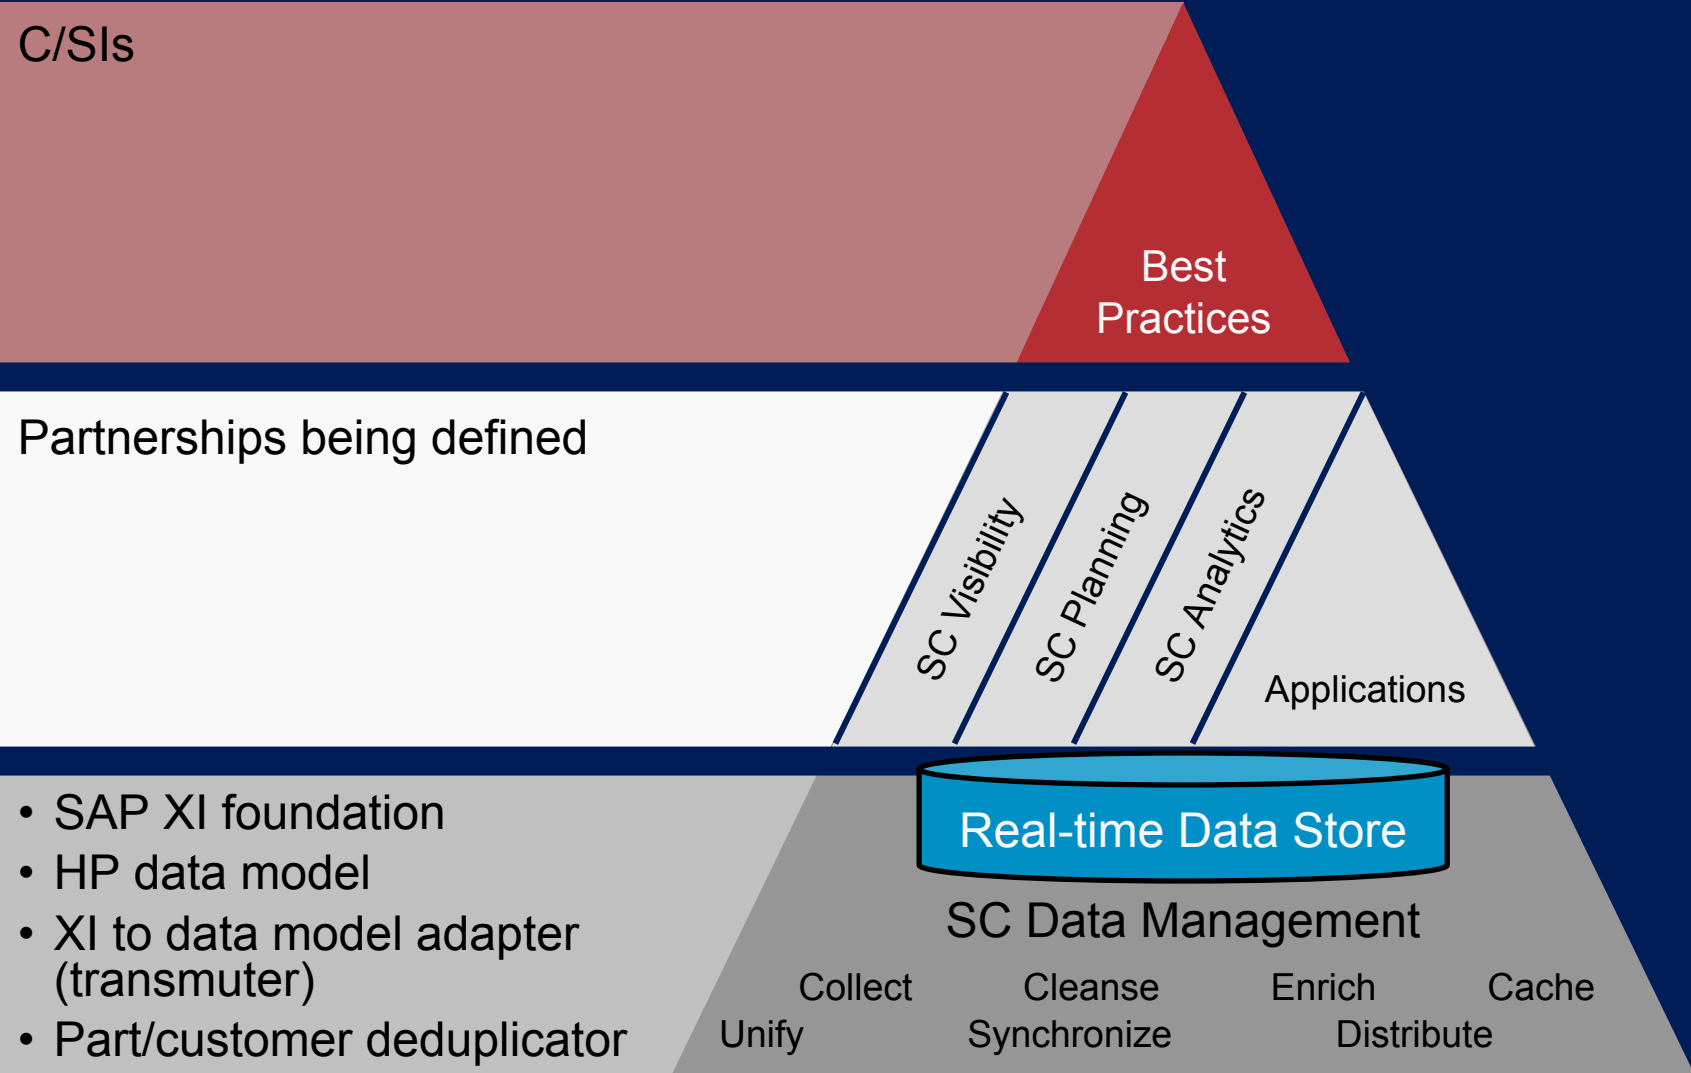 C/SIs
Best
Practices
Partnerships being defined
SC Visibility
SC Planning
SC Analytics
Applications
• SAP XI foundation
• HP data model
• XI to data model adapter
(transmuter)
• Part/customer deduplicator
Real-time Data Store
SC Data Management
Collect Cleanse Enrich Cache
Unify Synchronize Distribute